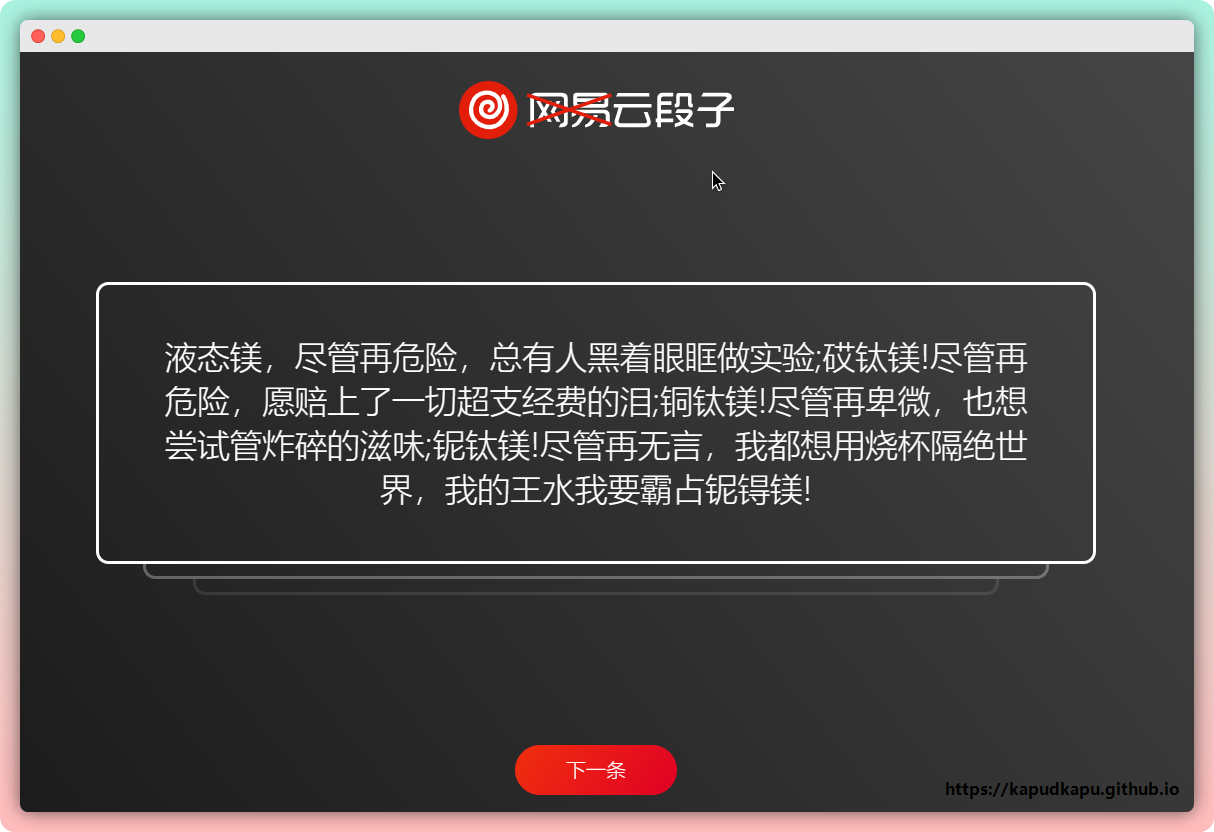 网易云段子
液态镁，尽管再危险，总有人黑着眼眶做实验;砹钛镁!尽管再
危险，愿赔上了一切超支经费的泪;铜钛镁!尽管再卑微，也想
尝试管炸碎的滋味;铌钛镁!尽管再无言，我都想用烧杯隔绝世
界，我的王水我要霸占铌锝镁!
下一条
https://kapudkapu.github.io